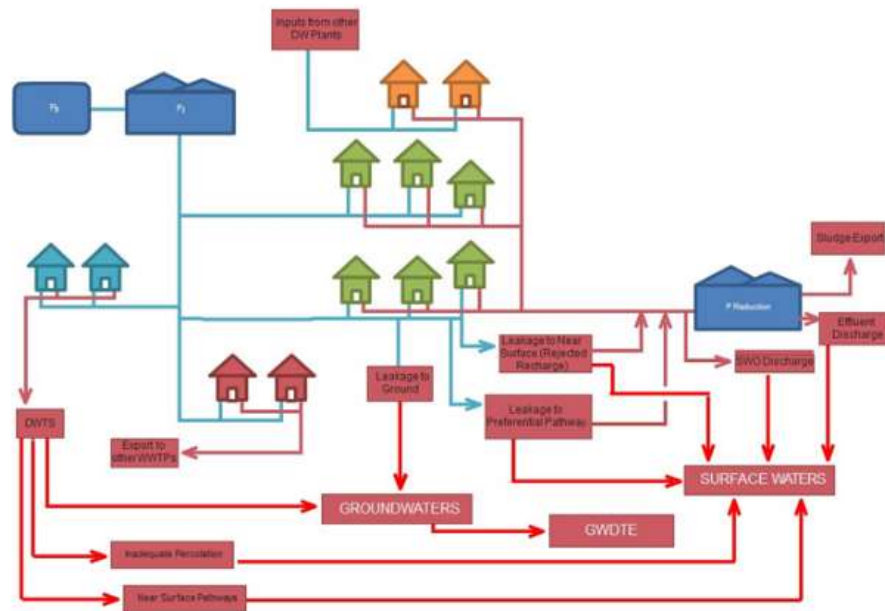 Inputs from other
DW Plants
Sludge Export
P Reduction
Effluent
Discharge
Leakage to Near
Surface (Rejected
Recharge)
SWO Discharge
Leakage to
Ground
Leakage to
Preferential Pathway
DWTS
Export to
other WWTPs
SURFACE WATERS
GROUNDWATERS
GWDTE
Inadequate Percolation
Near Surface Pathways